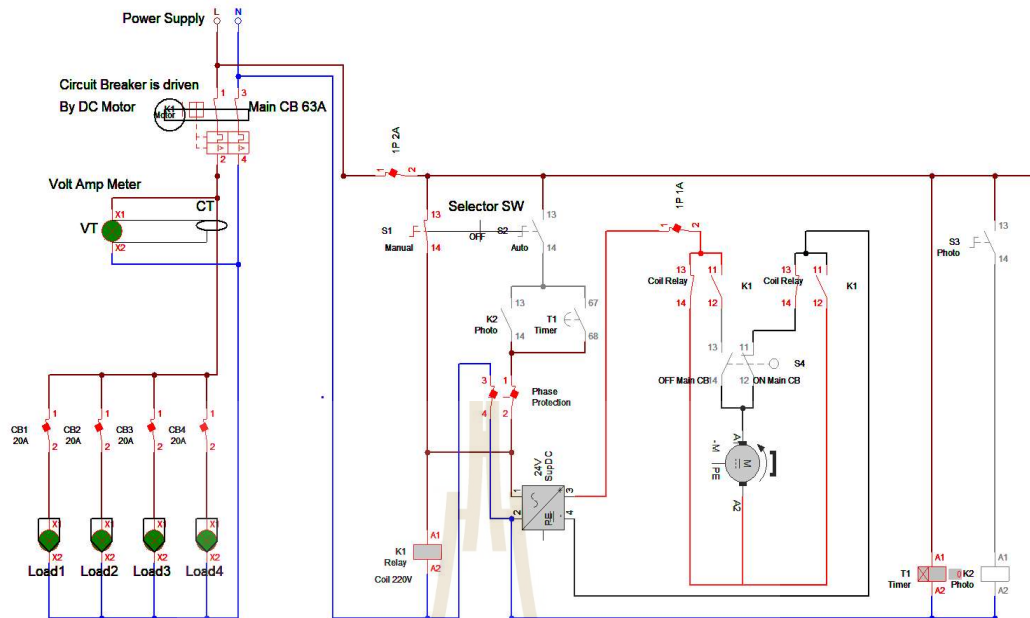 Power Supply
L
N
Circuit Breaker is driven
By DC Motor
K1
Motor
1
3
Main CB 63A
2
4
Volt Amp Meter
X1
VT
X2
CT
1P 2A
1
2
Selector SW
S1
Manual
13
14
OFF
S2
Auto
13
14
K2
Photo
13
14
T1
Timer
67
68
3
1
4
2
Phase
Protection
24V
SupDC
1
2
3
4
PE
1P 1A
1
2
13
11
Coil Relay
K1
14
12
13
11
Coil Relay
K1
14
12
13
11
S4
OFF Main CB
14
12
ON Main CB
A1
-M
PE
M
A2
S3
Photo
13
14
CB1
20A
1
2
CB2
20A
1
2
CB3
20A
1
2
CB4
20A
1
2
X1
X2
Load1
X1
X2
Load2
X1
X2
Load3
X1
X2
Load4
K1
Relay
Coil 220V
A1
A2
T1
Timer
A1
A2
K2
Photo
A1
A2